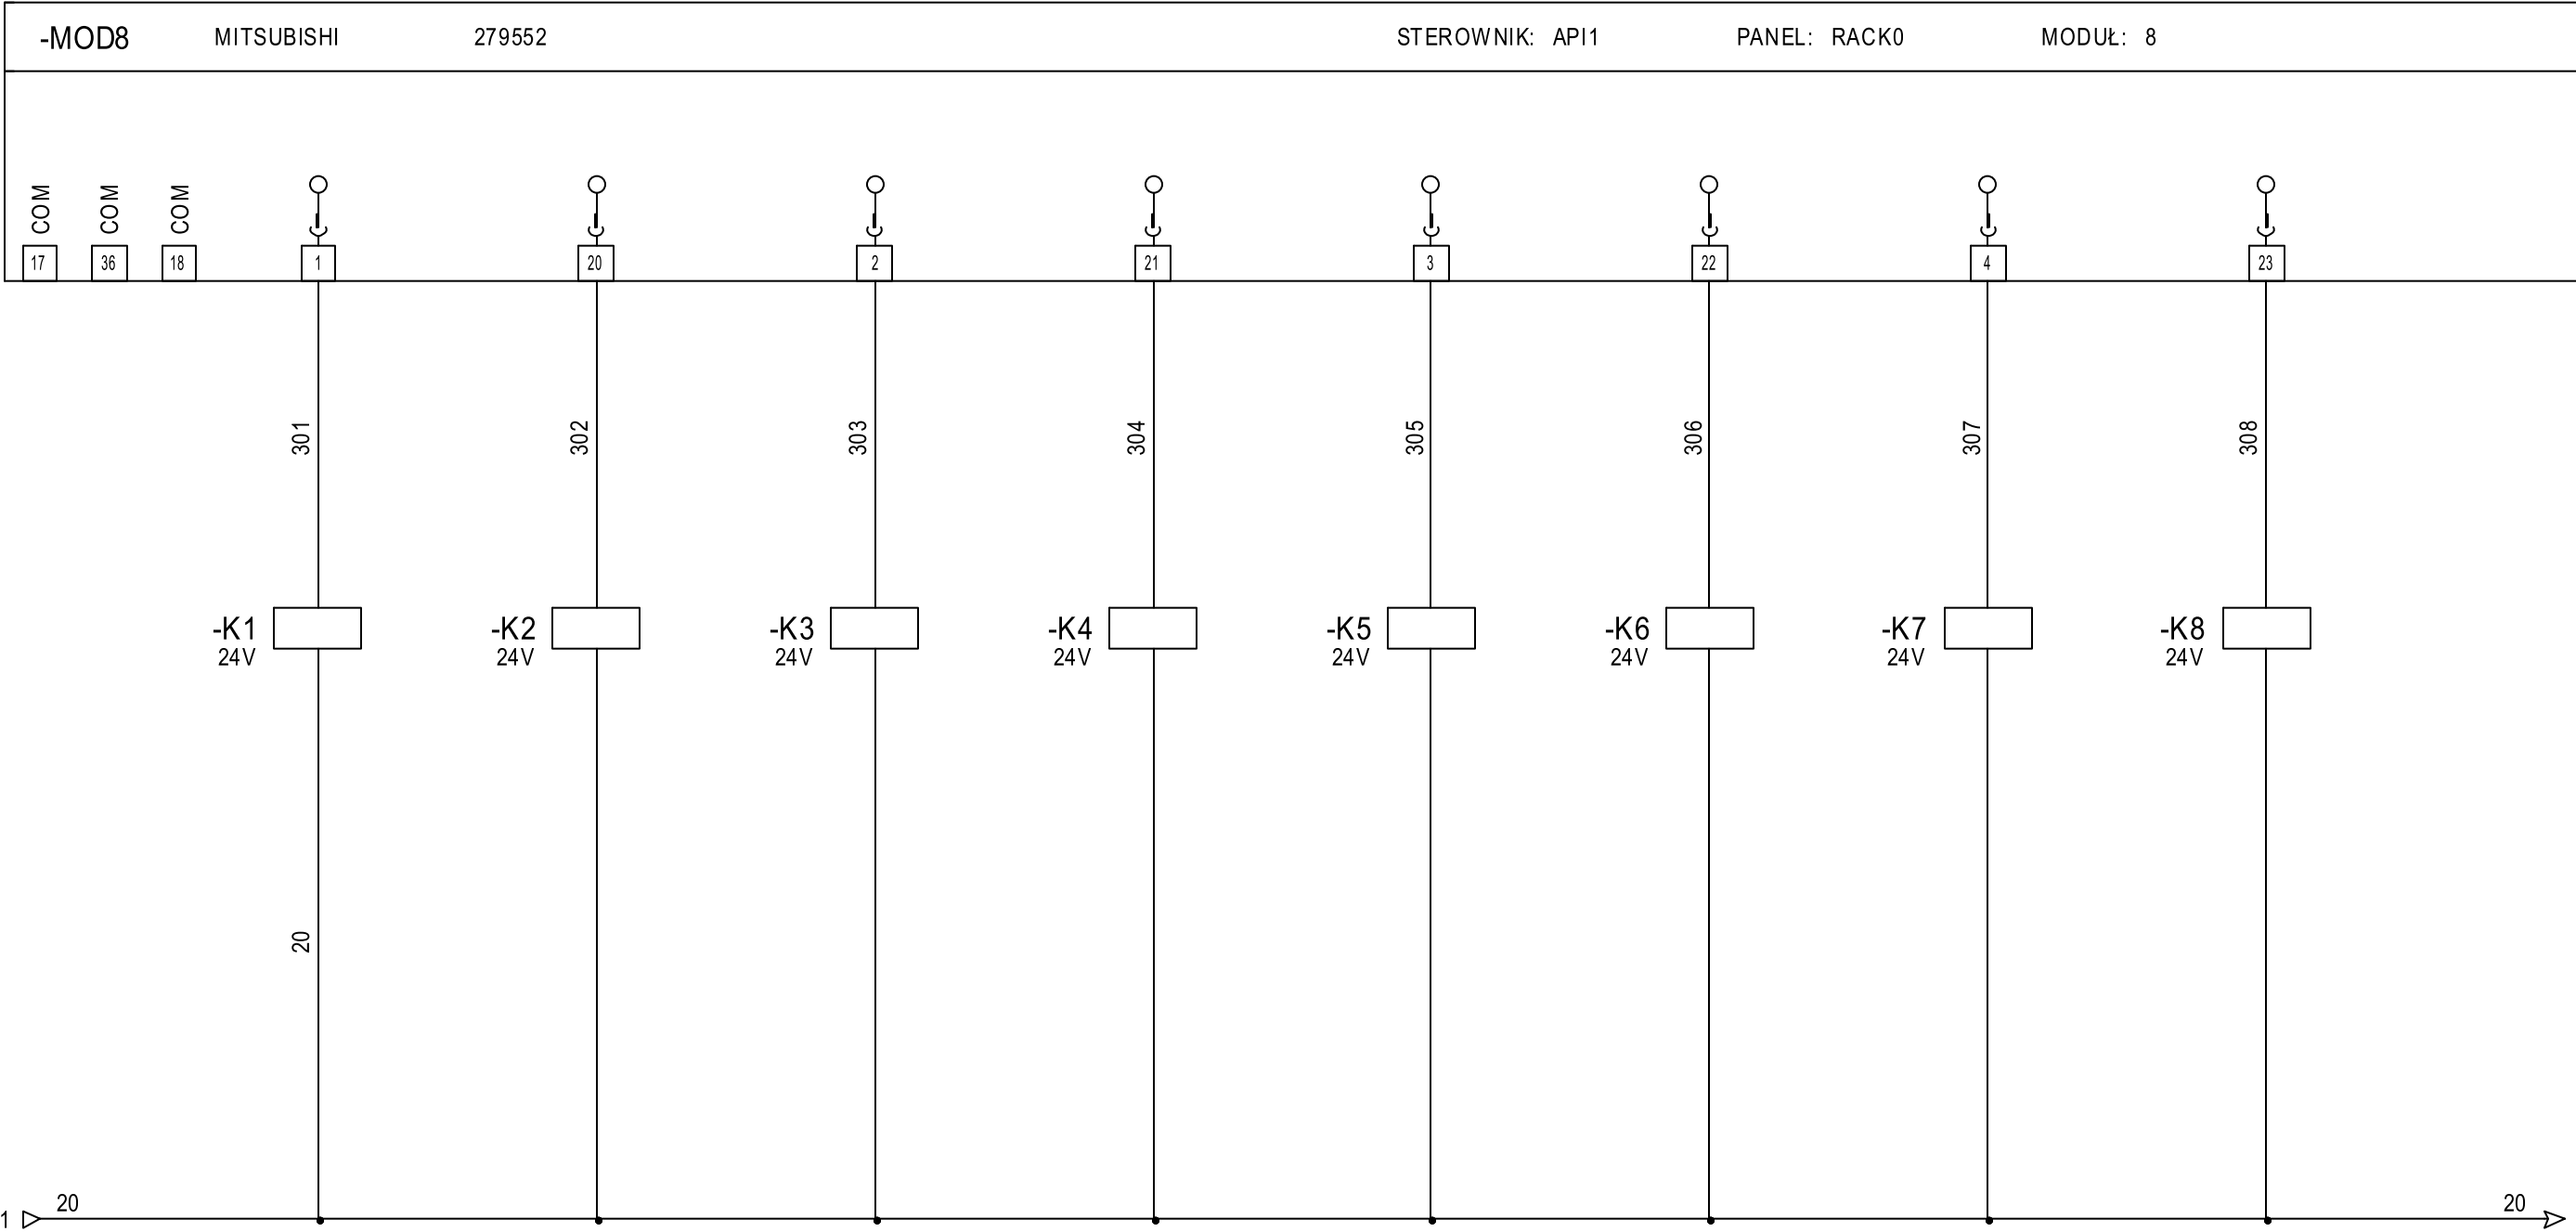 -MOD8 MITSUBISHI 279552 STEROWNIK: API1 PANEL: RACK0 MODUŁ: 8
COM COM COM
17 36 18 1 20 2 21 3 22 4 23
301 302 303 304 305 306 307 308
-K1 -K2 -K3 -K4 -K5 -K6 -K7 -K8
24V 24V 24V 24V 24V 24V 24V 24V
20
20 20
1